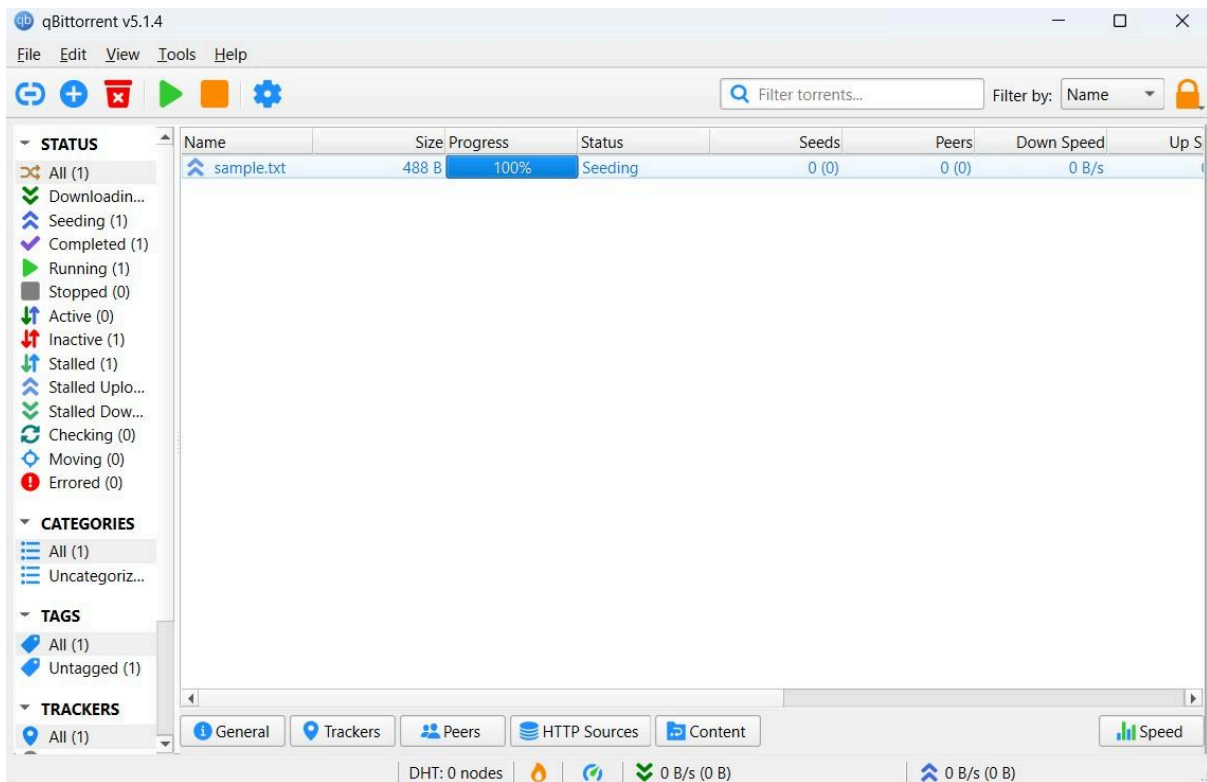 qBittorrent v5.1.4
File Edit View Tools Help
Filter torrents...
Filter by: Name
STATUS
All (1)
Downloadin...
Seeding (1)
Completed (1)
Running (1)
Stopped (0)
Active (0)
Inactive (1)
Stalled (1)
Stalled Uplo...
Stalled Dow...
Checking (0)
Moving (0)
Errored (0)
CATEGORIES
All (1)
Uncategoriz...
TAGS
All (1)
Untagged (1)
TRACKERS
All (1)
Name Size Progress Status Seeds Peers Down Speed Up S
sample.txt 488 B 100% Seeding 0 (0) 0 (0) 0 B/s
General Trackers Peers HTTP Sources Content Speed
DHT: 0 nodes 0 B/s (0 B) 0 B/s (0 B)